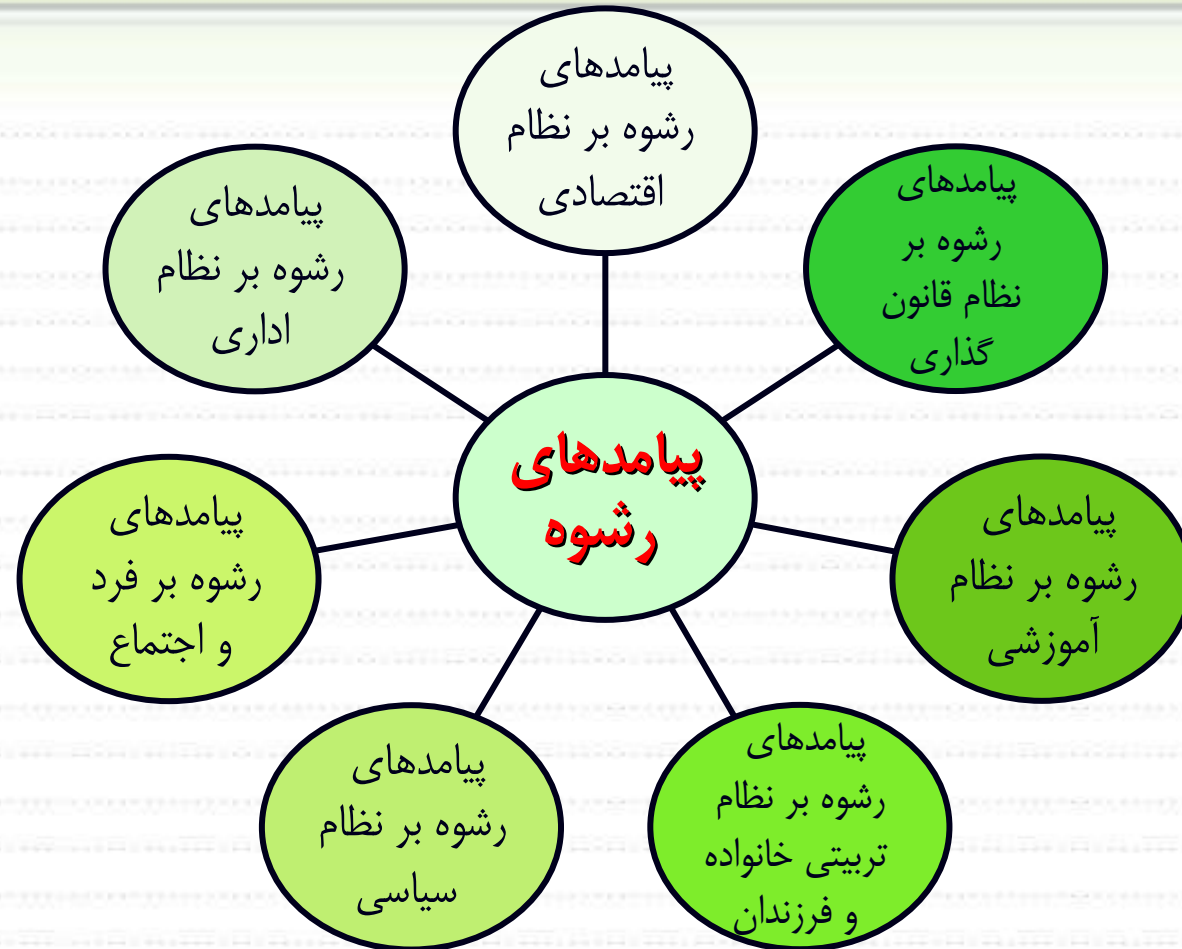 پیامدهای
رشوه بر نظام
اقتصادی
پیامدهای
رشوه بر
نظام قانون
گذاری
پیامدهای
رشوه بر نظام
آموزشی
پیامدهای
رشوه بر نظام
تربیتی خانواده
و فرزندان
پیامدهای
رشوه بر نظام
سیاسی
پیامدهای
رشوه بر فرد
و اجتماع
پیامدهای
رشوه بر نظام
اداری
پیامدهای
رشوه